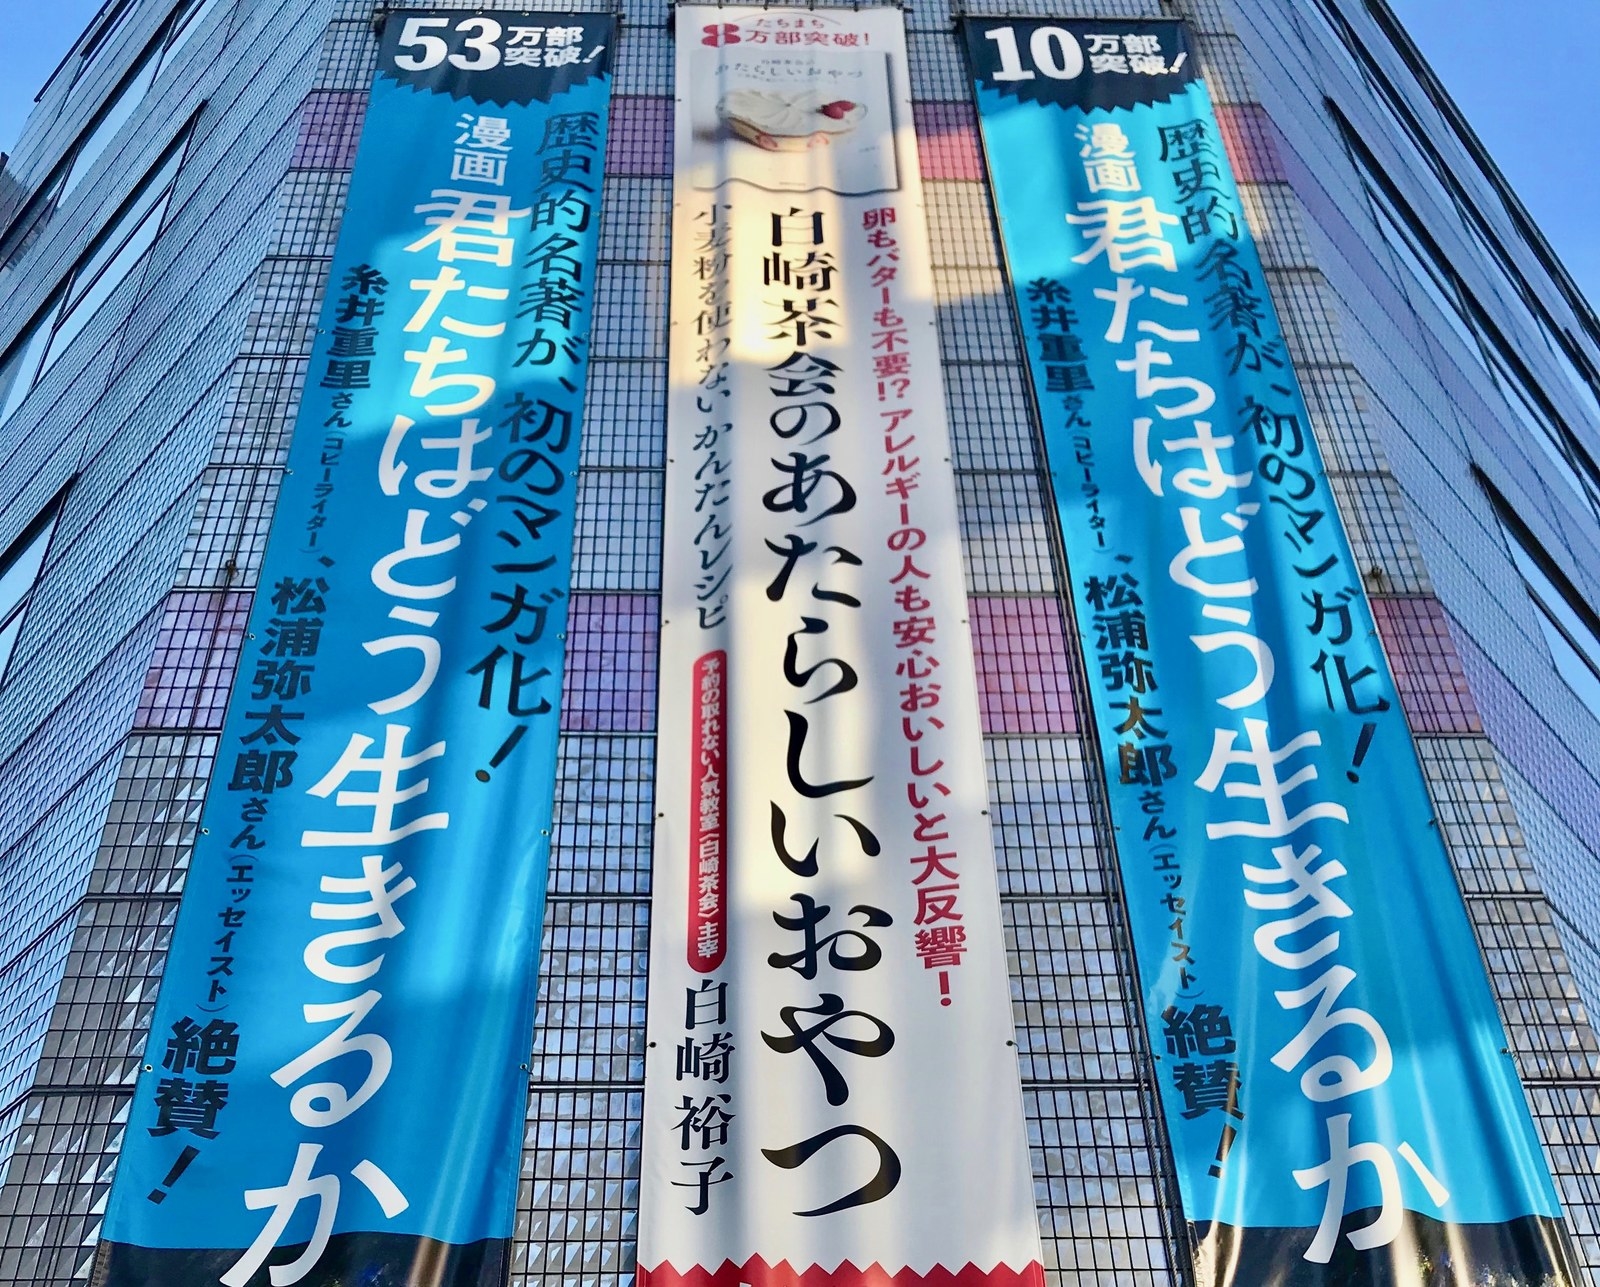 53万部突破!
歴史的名著が、初のマンガ化!
漫画 君たちはどう生きるか
糸井重里さん(コピーライター)、松浦弥太郎さん(エッセイスト)絶賛!
たちまち
8万部突破!
あたらしいおやつ
卵もバターも不要!?アレルギーの人も安心おいしいと大反響!
白崎茶会のあたらしいおやつ
小麦粉を使わないかんたんレシピ
予約の取れない人気教室〈白崎茶会〉主宰
白崎裕子
10万部突破!
歴史的名著が、初のマンガ化!
漫画 君たちはどう生きるか
糸井重里さん(コピーライター)、松浦弥太郎さん(エッセイスト)絶賛!